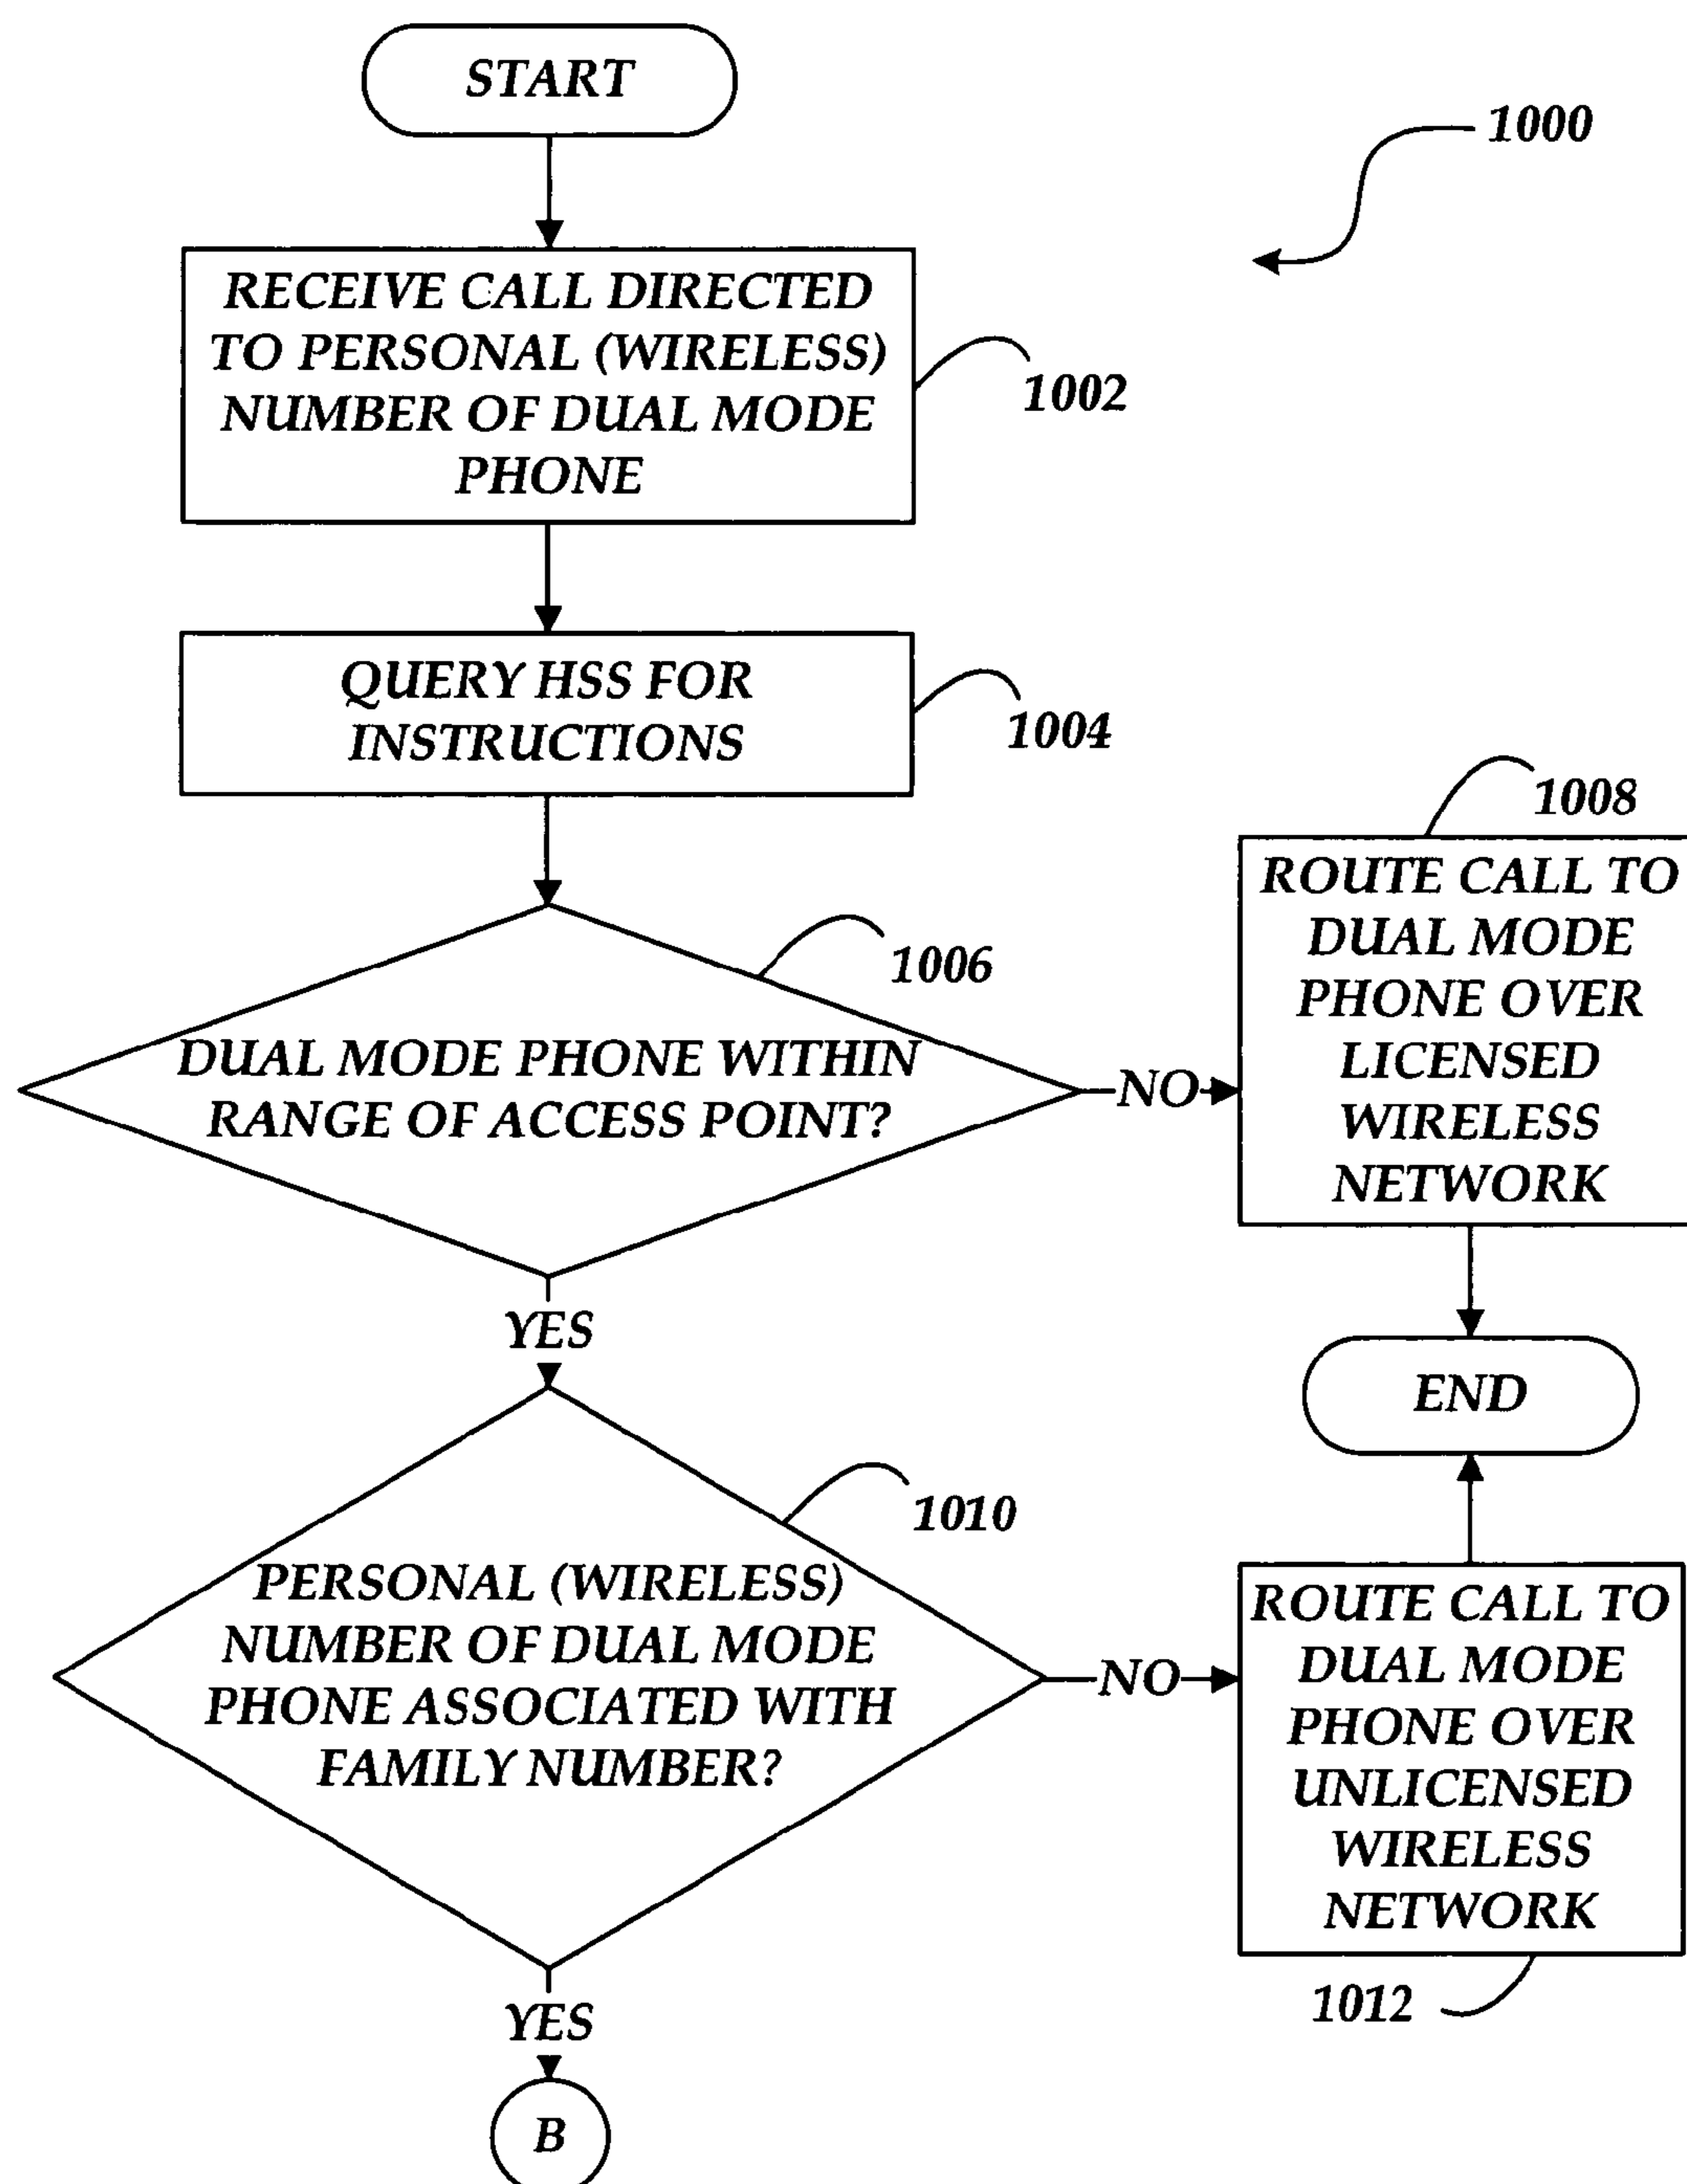 START
1000
RECEIVE CALL DIRECTED
TO PERSONAL (WIRELESS)
NUMBER OF DUAL MODE
PHONE
1002
QUERY HSS FOR
INSTRUCTIONS
1004
1006
DUAL MODE PHONE WITHIN
RANGE OF ACCESS POINT?
NO
1008
ROUTE CALL TO
DUAL MODE
PHONE OVER
LICENSED
WIRELESS
NETWORK
YES
END
1010
PERSONAL (WIRELESS)
NUMBER OF DUAL MODE
PHONE ASSOCIATED WITH
FAMILY NUMBER?
NO
ROUTE CALL TO
DUAL MODE
PHONE OVER
UNLICENSED
WIRELESS
NETWORK
1012
YES
B